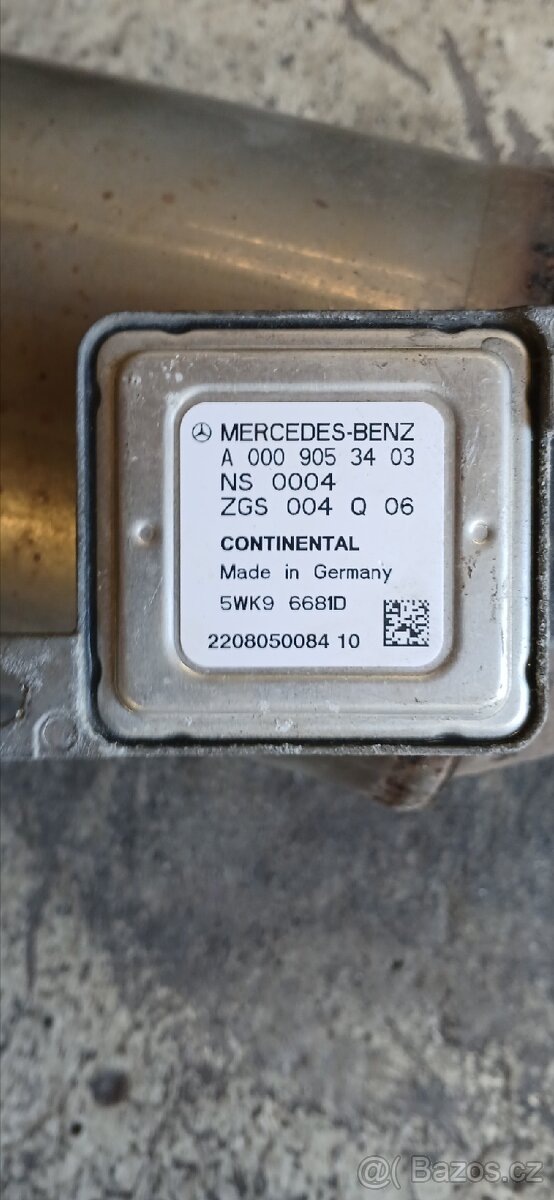 MERCEDES-BENZ
A 000 905 34 03
NS 0004
ZGS 004 Q 06
CONTINENTAL
Made in Germany
5WK9 6681D
2208050084 10
@( Bazos.cz